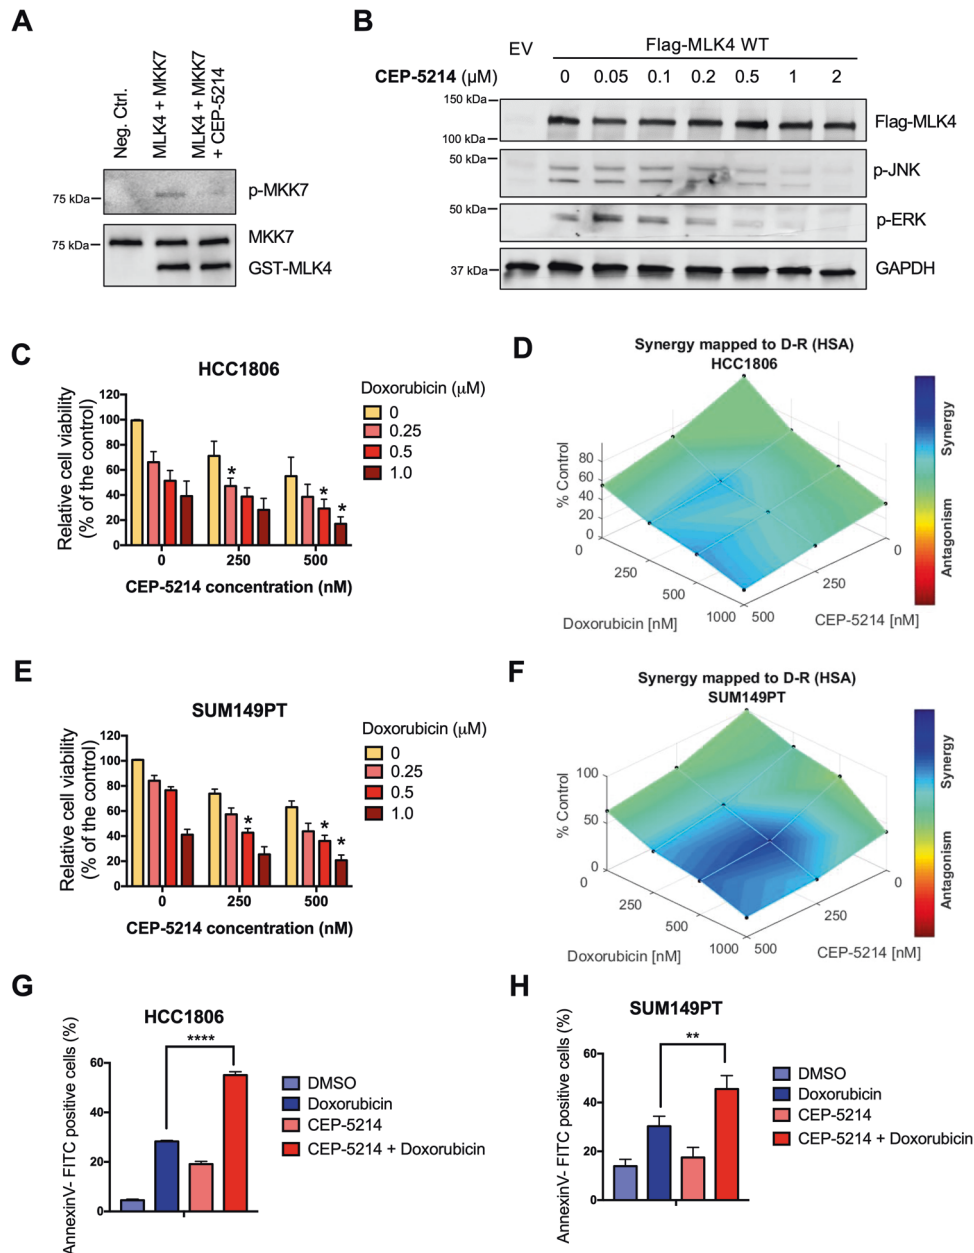 A
Neg. Ctrl.
MLK4 + MKK7
MLK4 + MKK7
+ CEP-5214
75 kDa
p-MKK7
75 kDa
MKK7
GST-MLK4
B
EV
Flag-MLK4 WT
CEP-5214 (μM) 0 0.05 0.1 0.2 0.5 1 2
150 kDa
Flag-MLK4
100 kDa
50 kDa
p-JNK
50 kDa
p-ERK
37 kDa
GAPDH
C
HCC1806
Relative cell viability
(% of the control)
120
100
80
60
40
20
0
*
*
*
0 250 500
CEP-5214 concentration (nM)
Doxorubicin (μM)
0
0.25
0.5
1.0
D
Synergy mapped to D-R (HSA)
HCC1806
% Control
80
60
40
20
0
0
250
500
1000
Doxorubicin [nM]
500
250
0
CEP-5214 [nM]
Synergy
Antagonism
E
SUM149PT
Relative cell viability
(% of the control)
120
100
80
60
40
20
0
*
*
*
0 250 500
CEP-5214 concentration (nM)
Doxorubicin (μM)
0
0.25
0.5
1.0
F
Synergy mapped to D-R (HSA)
SUM149PT
% Control
100
50
0
0
250
500
1000
Doxorubicin [nM]
500
250
0
CEP-5214 [nM]
Synergy
Antagonism
G
HCC1806
AnnexinV- FITC positive cells (%)
60
40
20
0
****
DMSO
Doxorubicin
CEP-5214
CEP-5214 + Doxorubicin
H
SUM149PT
AnnexinV- FITC positive cells (%)
60
40
20
0
**
DMSO
Doxorubicin
CEP-5214
CEP-5214 + Doxorubicin